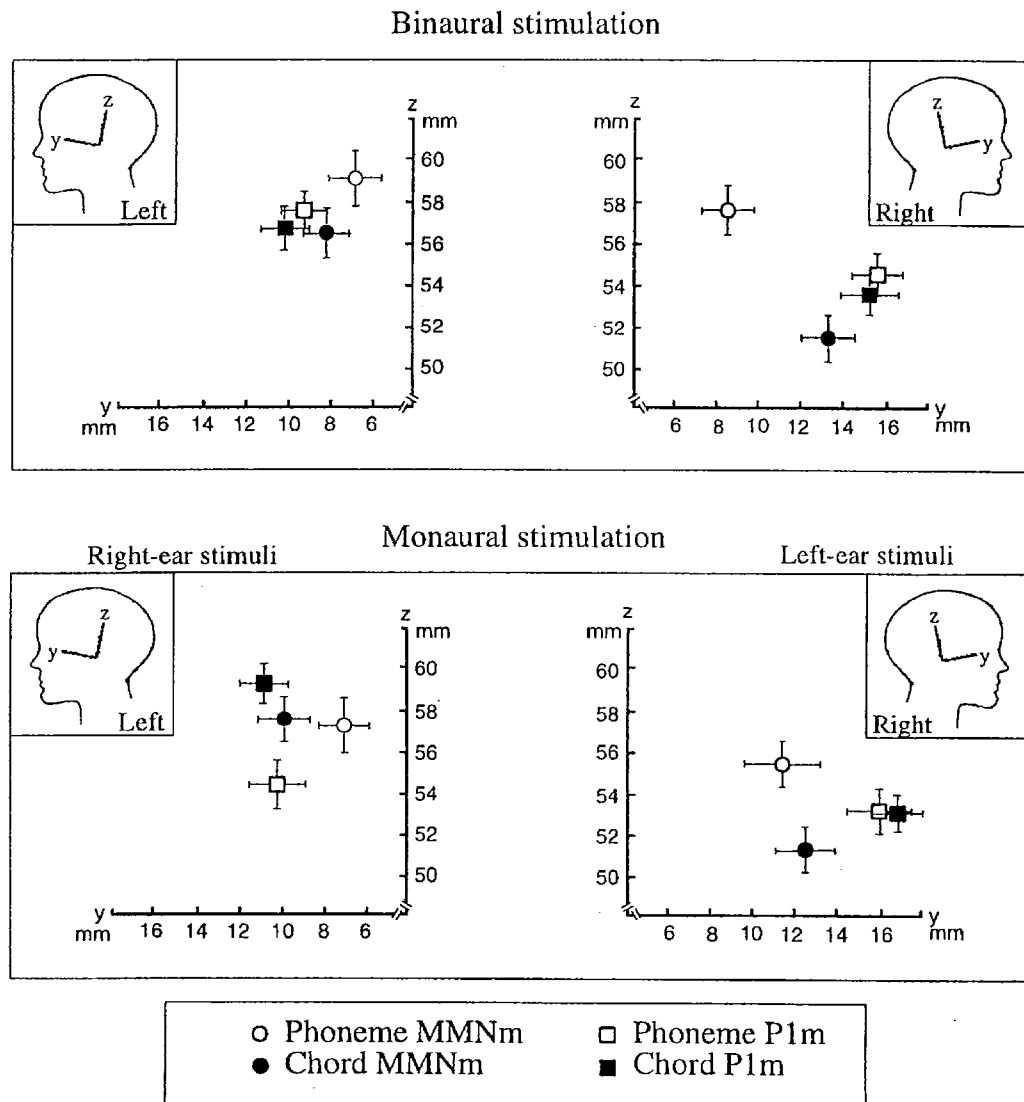 Binaural stimulation
z
y
Left
z
mm
60
58
56
54
52
50
y
mm
16 14 12 10 8 6
z
mm
60
58
56
54
52
50
6 8 10 12 14 16
y
mm
z
y
Right
Monaural stimulation
Right-ear stimuli
Left-ear stimuli
z
y
Left
z
mm
60
58
56
54
52
50
y
mm
16 14 12 10 8 6
z
mm
60
58
56
54
52
50
6 8 10 12 14 16
y
mm
z
y
Right
Phoneme MMNm
Phoneme P1m
Chord MMNm
Chord P1m